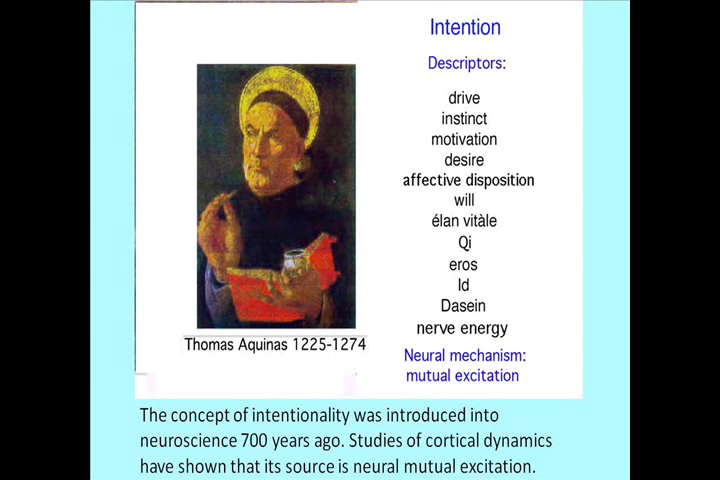 Intention
Descriptors:
drive
instinct
motivation
desire
affective disposition
will
élan vitàle
Qi
eros
Id
Dasein
nerve energy
Neural mechanism:
mutual excitation
Thomas Aquinas 1225-1274
The concept of intentionality was introduced into
neuroscience 700 years ago. Studies of cortical dynamics
have shown that its source is neural mutual excitation.